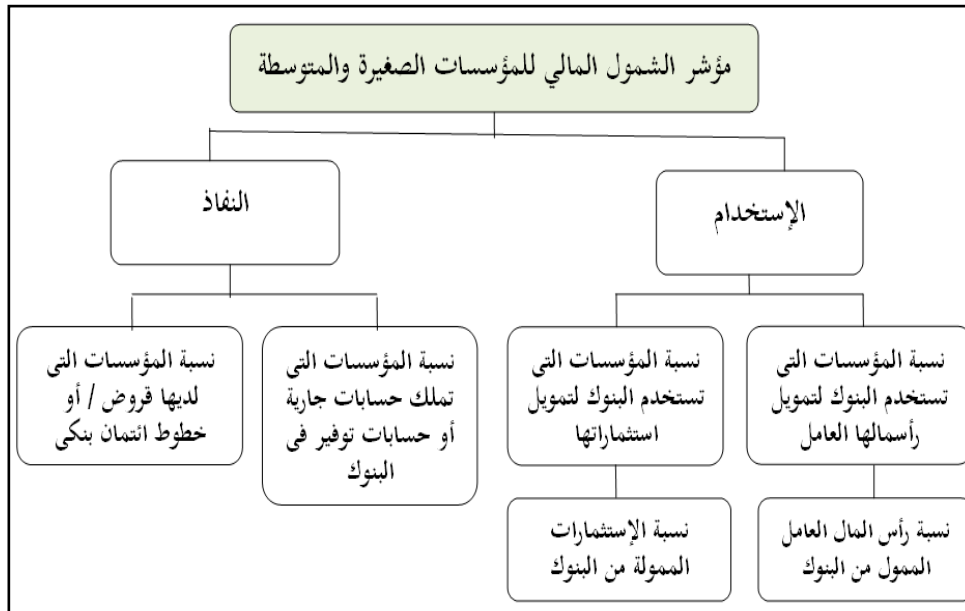 مؤشر الشمول المالي للمؤسسات الصغيرة والمتوسطة
الإستخدام
النفاذ
نسبة المؤسسات التى
تستخدم البنوك لتمويل
رأسمالها العامل
نسبة المؤسسات التى
تستخدم البنوك لتمويل
استثماراتها
نسبة المؤسسات التى
تملك حسابات جارية
أو حسابات توفير فى
البنوك
نسبة المؤسسات التى
لديها قروض / أو
خطوط ائتمان بنكى
نسبة رأس المال العامل
الممول من البنوك
نسبة الإستثمارات
الممولة من البنوك